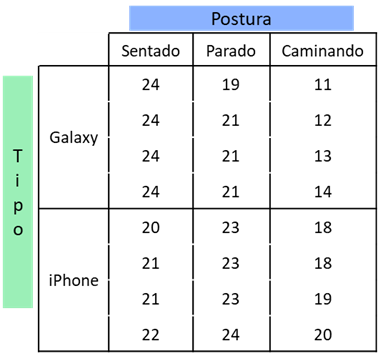 Postura
Sentado Parado Caminando
Tipo
Galaxy
24 19 11
24 21 12
24 21 13
24 21 14
iPhone
20 23 18
21 23 18
21 23 19
22 24 20